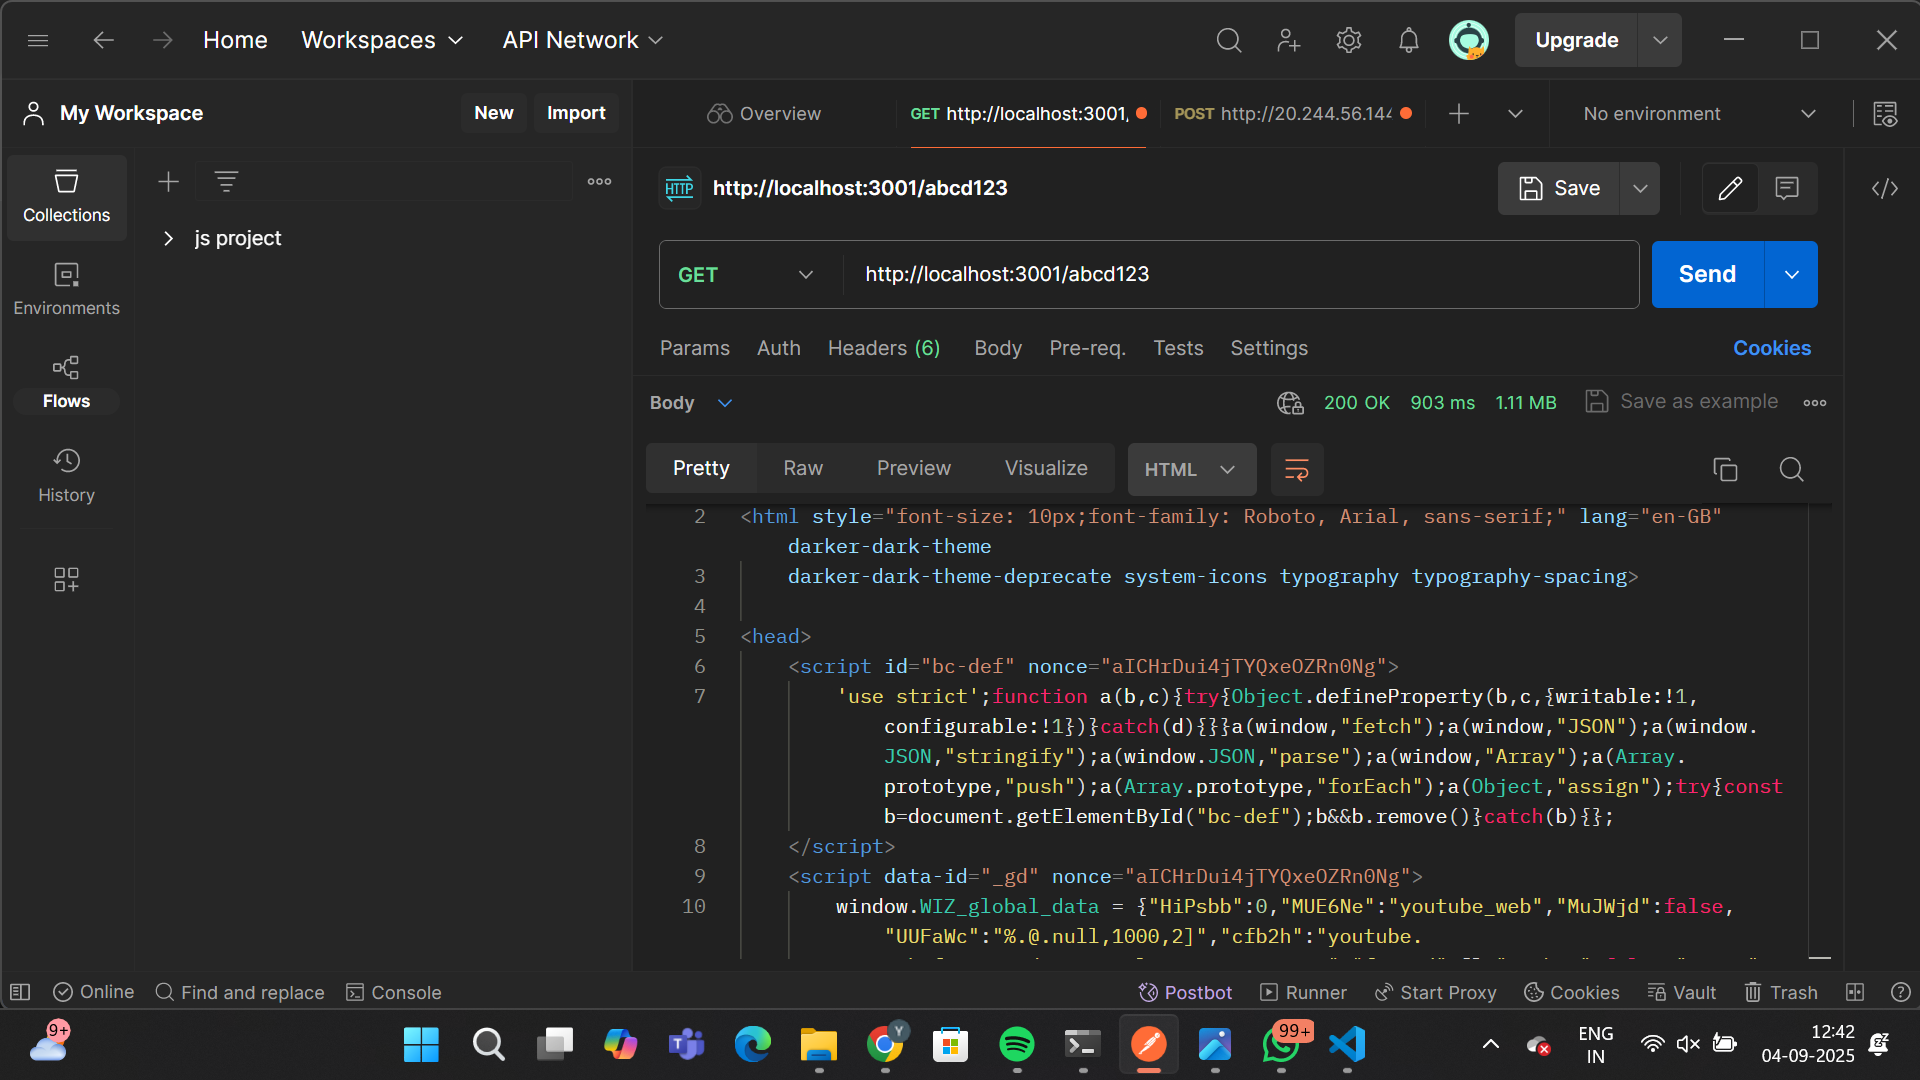 Home
Workspaces
API Network
Upgrade
My Workspace
New
Import
Overview
GET http://localhost:3001,
POST http://20.244.56.144
No environment
Collections
js project
HTTP
http://localhost:3001/abcd123
Save
GET
http://localhost:3001/abcd123
Send
Environments
Params
Auth
Headers (6)
Body
Pre-req.
Tests
Settings
Cookies
Flows
Body
200 OK
903 ms
1.11 MB
Save as example
History
Pretty
Raw
Preview
Visualize
HTML
2 <html style="font-size: 10px;font-family: Roboto, Arial, sans-serif;" lang="en-GB"
darker-dark-theme
3 darker-dark-theme-deprecate system-icons typography typography-spacing>
4
5 <head>
6 <script id="bc-def" nonce="aICHrDui4jTYQxeOZRn0Ng">
7 'use strict';function a(b,c){try{Object.defineProperty(b,c,{writable:!1,
configurable:!1})}catch(d){}}a(window,"fetch");a(window,"JSON");a(window.
JSON,"stringify");a(window.JSON,"parse");a(window,"Array");a(Array.
prototype,"push");a(Array.prototype,"forEach");a(Object,"assign");try{const
b=document.getElementById("bc-def");b&&b.remove()}catch(b){};
8 </script>
9 <script data-id="_gd" nonce="aICHrDui4jTYQxeOZRn0Ng">
10 window.WIZ_global_data = {"HiPsbb":0,"MUE6Ne":"youtube_web","MuJWjd":false,
"UUFaWc":"%.@.null,1000,2]","cfb2h":"youtube.
Online
Find and replace
Console
Postbot
Runner
Start Proxy
Cookies
Vault
Trash
9+
Y
99+
ENG
IN
12:42
04-09-2025